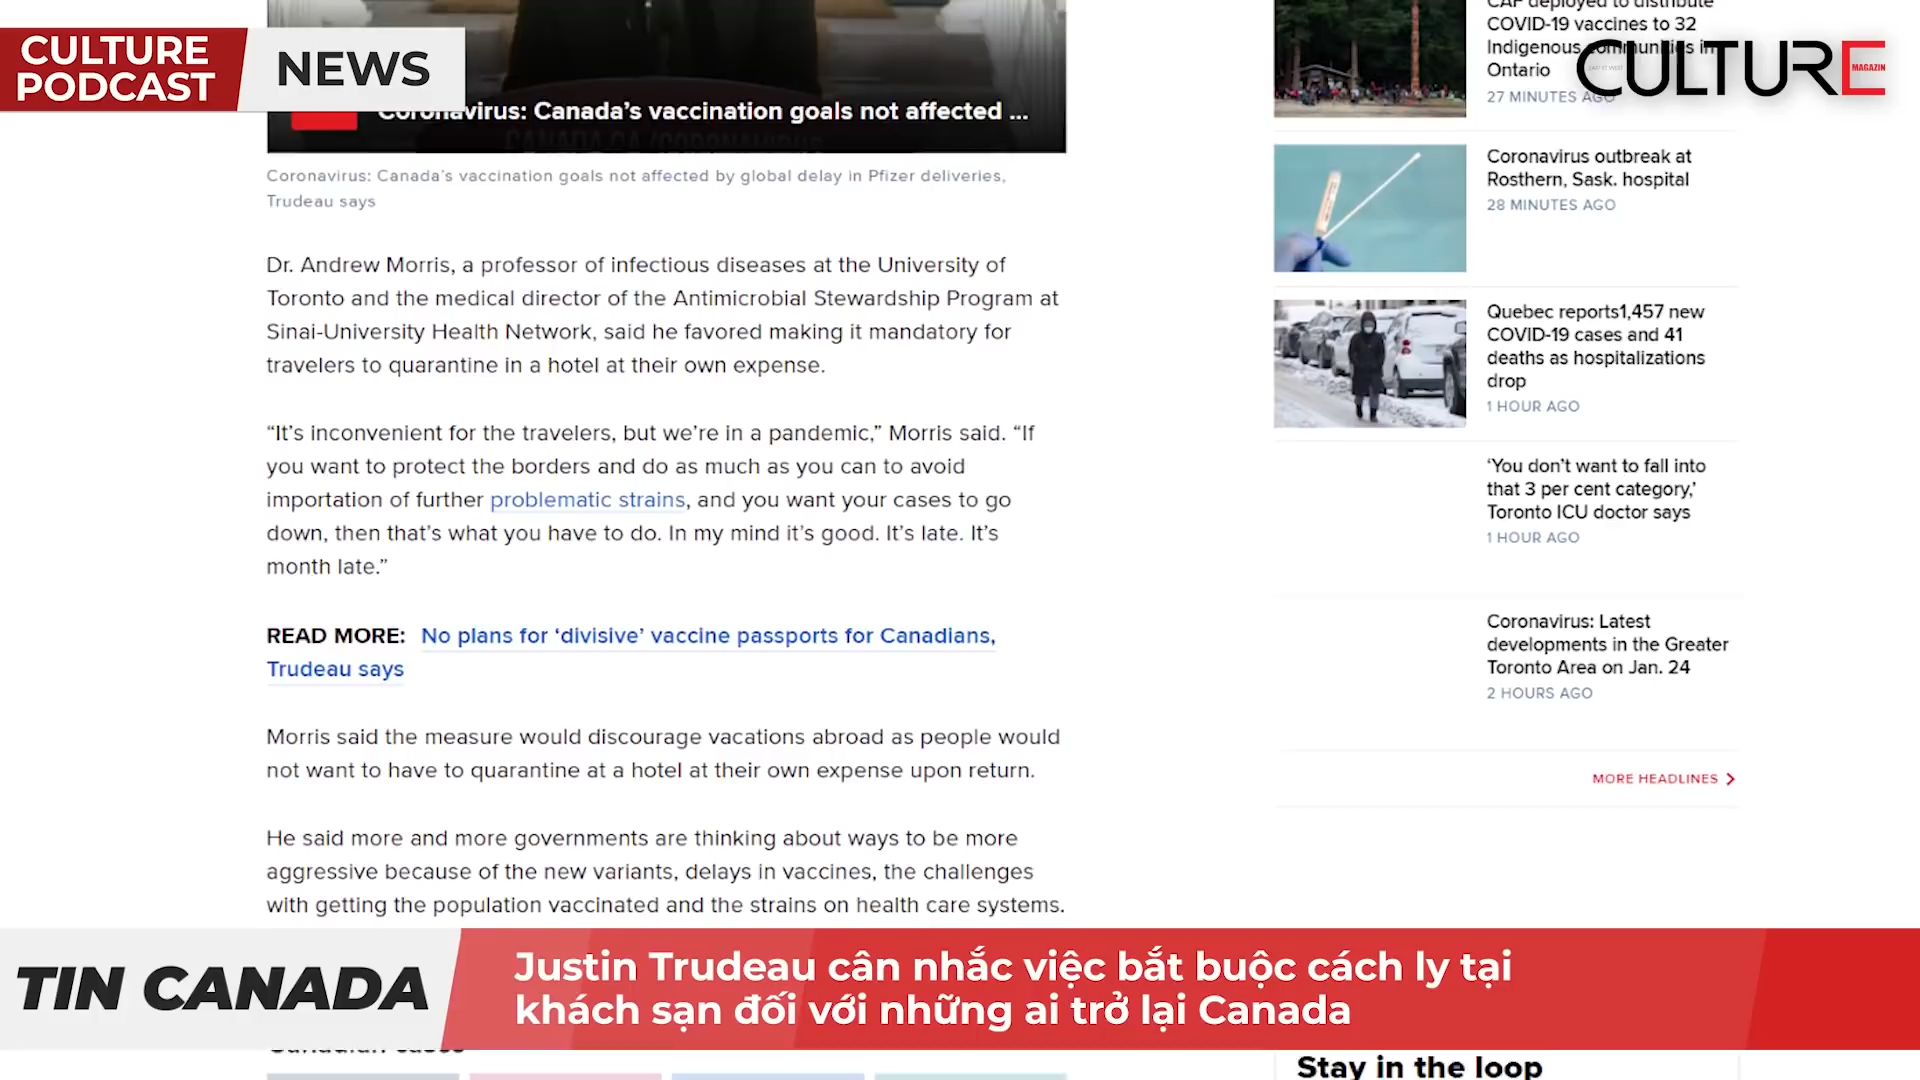 CULTURE
PODCAST
NEWS
Coronavirus: Canada’s vaccination goals not affected ...
Coronavirus: Canada’s vaccination goals not affected by global delay in Pfizer deliveries,
Trudeau says
Dr. Andrew Morris, a professor of infectious diseases at the University of
Toronto and the medical director of the Antimicrobial Stewardship Program at
Sinai-University Health Network, said he favored making it mandatory for
travelers to quarantine in a hotel at their own expense.
“It’s inconvenient for the travelers, but we’re in a pandemic,” Morris said. “If
you want to protect the borders and do as much as you can to avoid
importation of further problematic strains, and you want your cases to go
down, then that’s what you have to do. In my mind it’s good. It’s late. It’s
month late.”
READ MORE: No plans for ‘divisive’ vaccine passports for Canadians,
Trudeau says
Morris said the measure would discourage vacations abroad as people would
not want to have to quarantine at a hotel at their own expense upon return.
He said more and more governments are thinking about ways to be more
aggressive because of the new variants, delays in vaccines, the challenges
with getting the population vaccinated and the strains on health care systems.
Canadian cases
CAF deployed to distribute
COVID-19 vaccines to 32
Indigenous communities in
Ontario
27 MINUTES AGO
CULTURE
MAGAZIN
Coronavirus outbreak at
Rosthern, Sask. hospital
28 MINUTES AGO
Quebec reports1,457 new
COVID-19 cases and 41
deaths as hospitalizations
drop
1 HOUR AGO
‘You don’t want to fall into
that 3 per cent category,’
Toronto ICU doctor says
1 HOUR AGO
Coronavirus: Latest
developments in the Greater
Toronto Area on Jan. 24
2 HOURS AGO
MORE HEADLINES
Stay in the loop
TIN CANADA
Justin Trudeau cân nhắc việc bắt buộc cách ly tại
khách sạn đối với những ai trở lại Canada